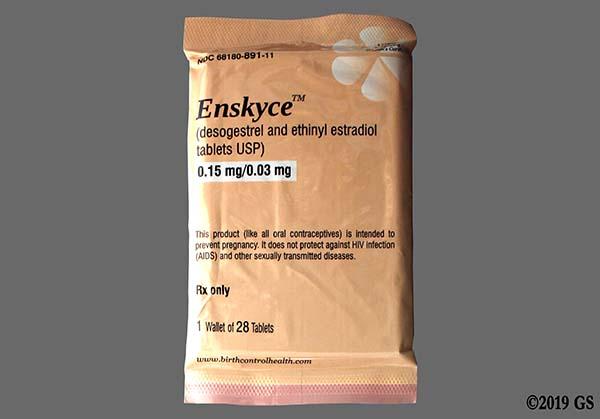 NDC 68180-891-11
Enskyce™
(desogestrel and ethinyl estradiol
tablets USP)
0.15 mg/0.03 mg
This product (like all oral contraceptives) is intended to
prevent pregnancy. It does not protect against HIV infection
(AIDS) and other sexually transmitted diseases.
Rx only
1 Wallet of 28 Tablets
www.birthcontrolhealth.com
©2019 GS